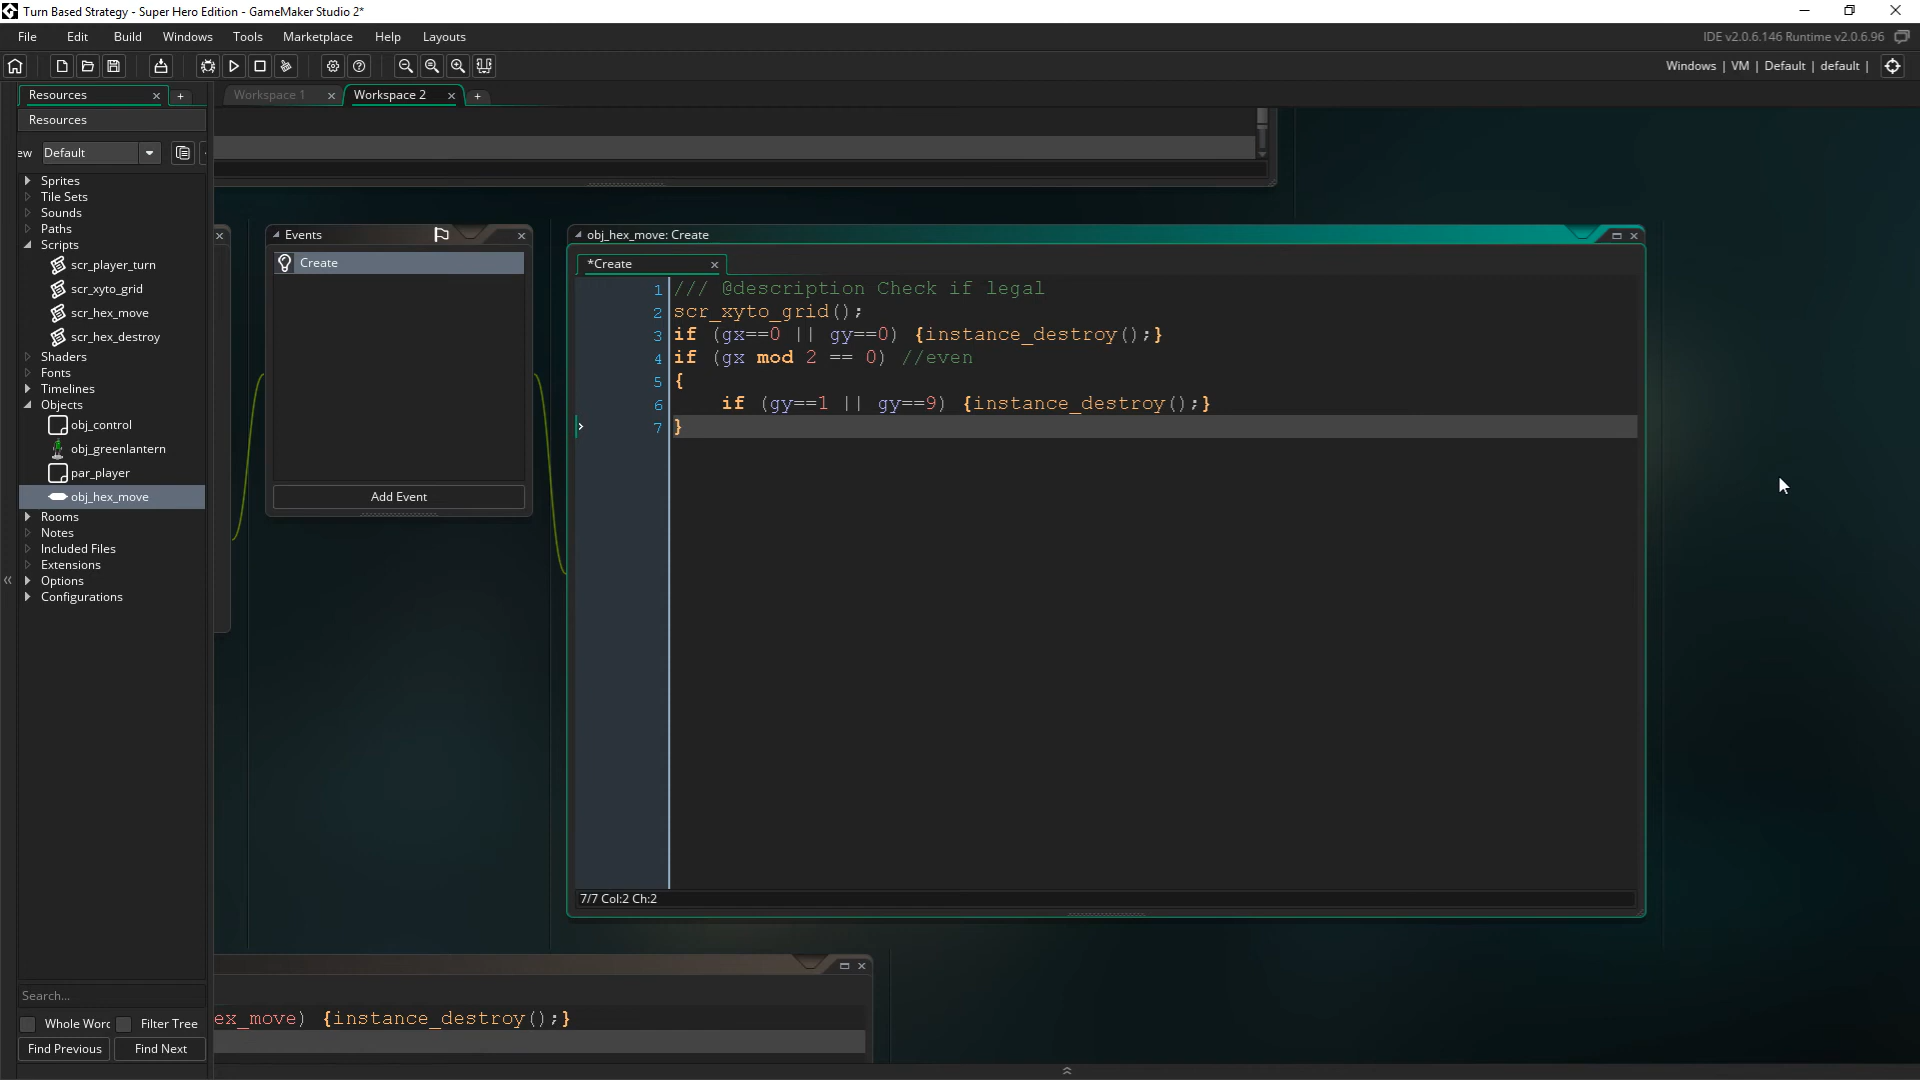 Turn Based Strategy - Super Hero Edition - GameMaker Studio 2*
File Edit Build Windows Tools Marketplace Help Layouts
IDE v2.0.6.146 Runtime v2.0.6.96
Windows | VM | Default | default |
Resources
Workspace 1
Workspace 2
Resources
ew Default
Sprites
Tile Sets
Sounds
Paths
Scripts
scr_player_turn
scr_xyto_grid
scr_hex_move
scr_hex_destroy
Shaders
Fonts
Timelines
Objects
obj_control
obj_greenlantern
par_player
obj_hex_move
Rooms
Notes
Included Files
Extensions
Options
Configurations
Search...
Whole Word
Filter Tree
Find Previous
Find Next
Events
Create
Add Event
obj_hex_move: Create
*Create
1 /// @description Check if legal
2 scr_xyto_grid();
3 if (gx==0 || gy==0) {instance_destroy();}
4 if (gx mod 2 == 0) //even
5 {
6 if (gy==1 || gy==9) {instance_destroy();}
7 }
7/7 Col:2 Ch:2
ex_move) {instance_destroy();}